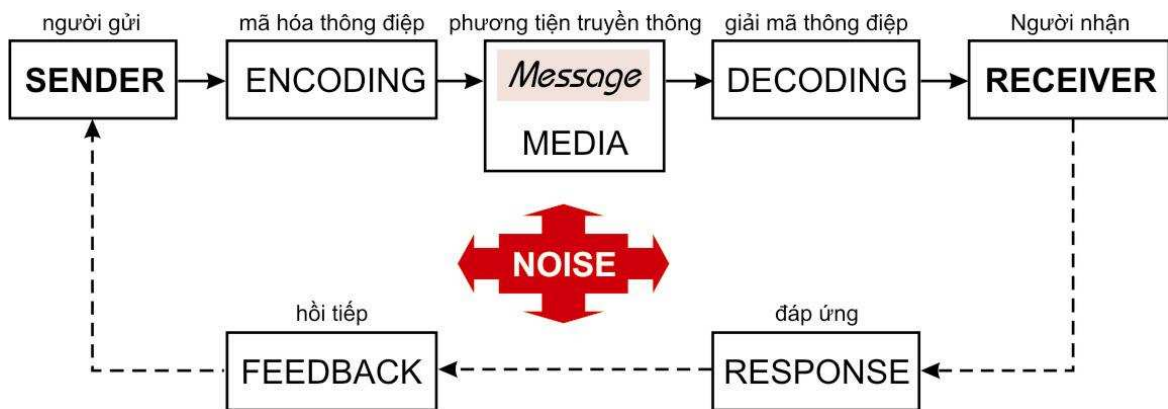 người gửi
mã hóa thông điệp
phương tiện truyền thông
giải mã thông điệp
Người nhận
SENDER
ENCODING
Message
MEDIA
DECODING
RECEIVER
NOISE
hồi tiếp
đáp ứng
FEEDBACK
RESPONSE